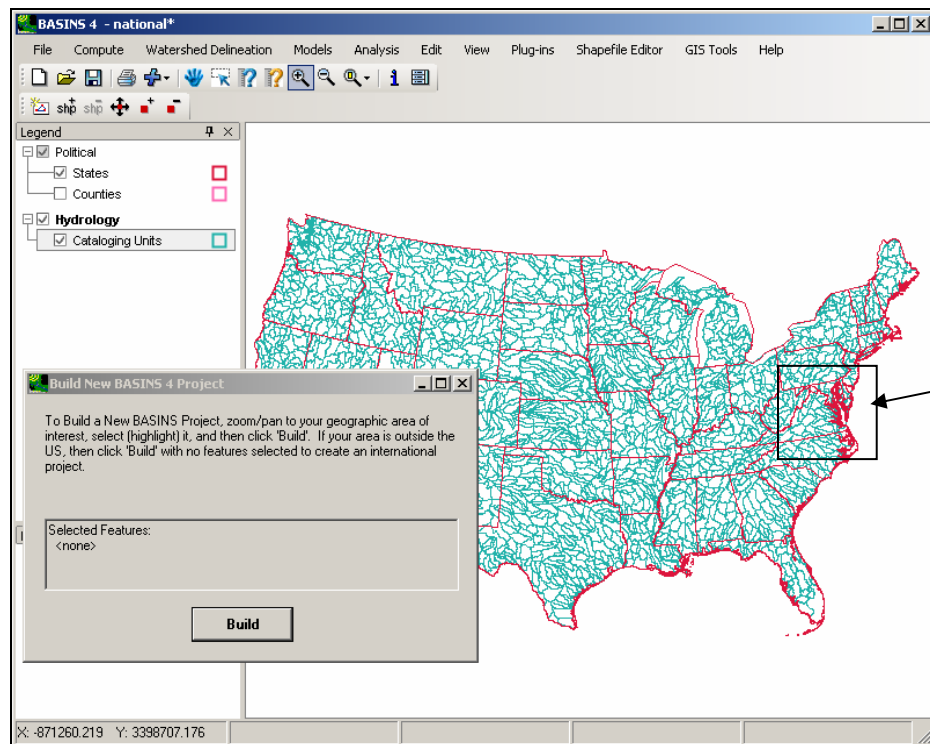 BASINS 4 - national*
File Compute Watershed Delineation Models Analysis Edit View Plug-ins Shapefile Editor GIS Tools Help
shp shp
Legend
Political
States
Counties
Hydrology
Cataloging Units
Build New BASINS 4 Project
To Build a New BASINS Project, zoom/pan to your geographic area of
interest, select (highlight) it, and then click 'Build'. If your area is outside the
US, then click 'Build' with no features selected to create an international
project.
Selected Features:
<none>
Build
X: -871260.219 Y: 3398707.176